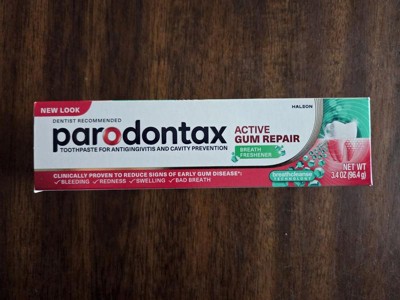 NEW LOOK
HALEON
DENTIST RECOMMENDED
parodontax
ACTIVE
GUM REPAIR
TOOTHPASTE FOR ANTIGINGIVITIS AND CAVITY PREVENTION
BREATH
FRESHENER
CLINICALLY PROVEN TO REDUCE SIGNS OF EARLY GUM DISEASE*:
✓BLEEDING ✓REDNESS ✓SWELLING ✓BAD BREATH
breathcleanse
TECHNOLOGY
NET WT
3.4 OZ (96.4 g)